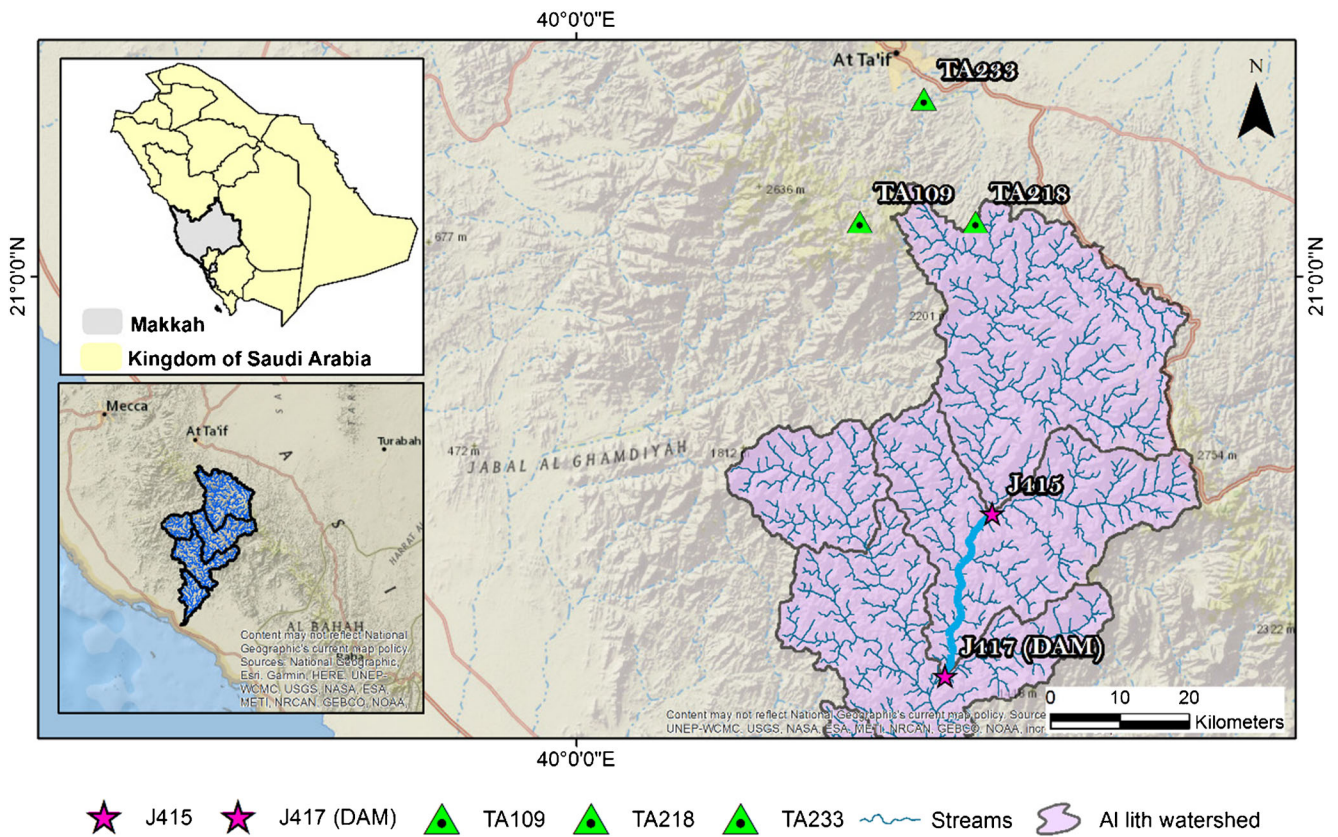 40°0'0"E
At Ta'if
TA233
N
2636 m
TA109
TA218
677 m
21°0'0"N
21°0'0"N
2201 m
Makkah
Kingdom of Saudi Arabia
Mecca
At Ta'if
Turabah
A
S
I
HARRAT AL
AL BAHAH
Baha
Content may not reflect National
Geographic's current map policy.
Sources: National Geographic,
Esri, Garmin, HERE, UNEP-
WCMC, USGS, NASA, ESA,
METI, NRCAN, GEBCO, NOAA,
472 m
JABAL AL GHAMDIYAH
1812
2754 m
J415
J417 (DAM)
2322 m
0 10 20
Kilometers
Content may not reflect National Geographic's current map policy. Source
UNEP-WCMC, USGS, NASA, ESA, METI, NRCAN, GEBCO, NOAA, incr
40°0'0"E
J415 J417 (DAM) TA109 TA218 TA233 Streams Al lith watershed